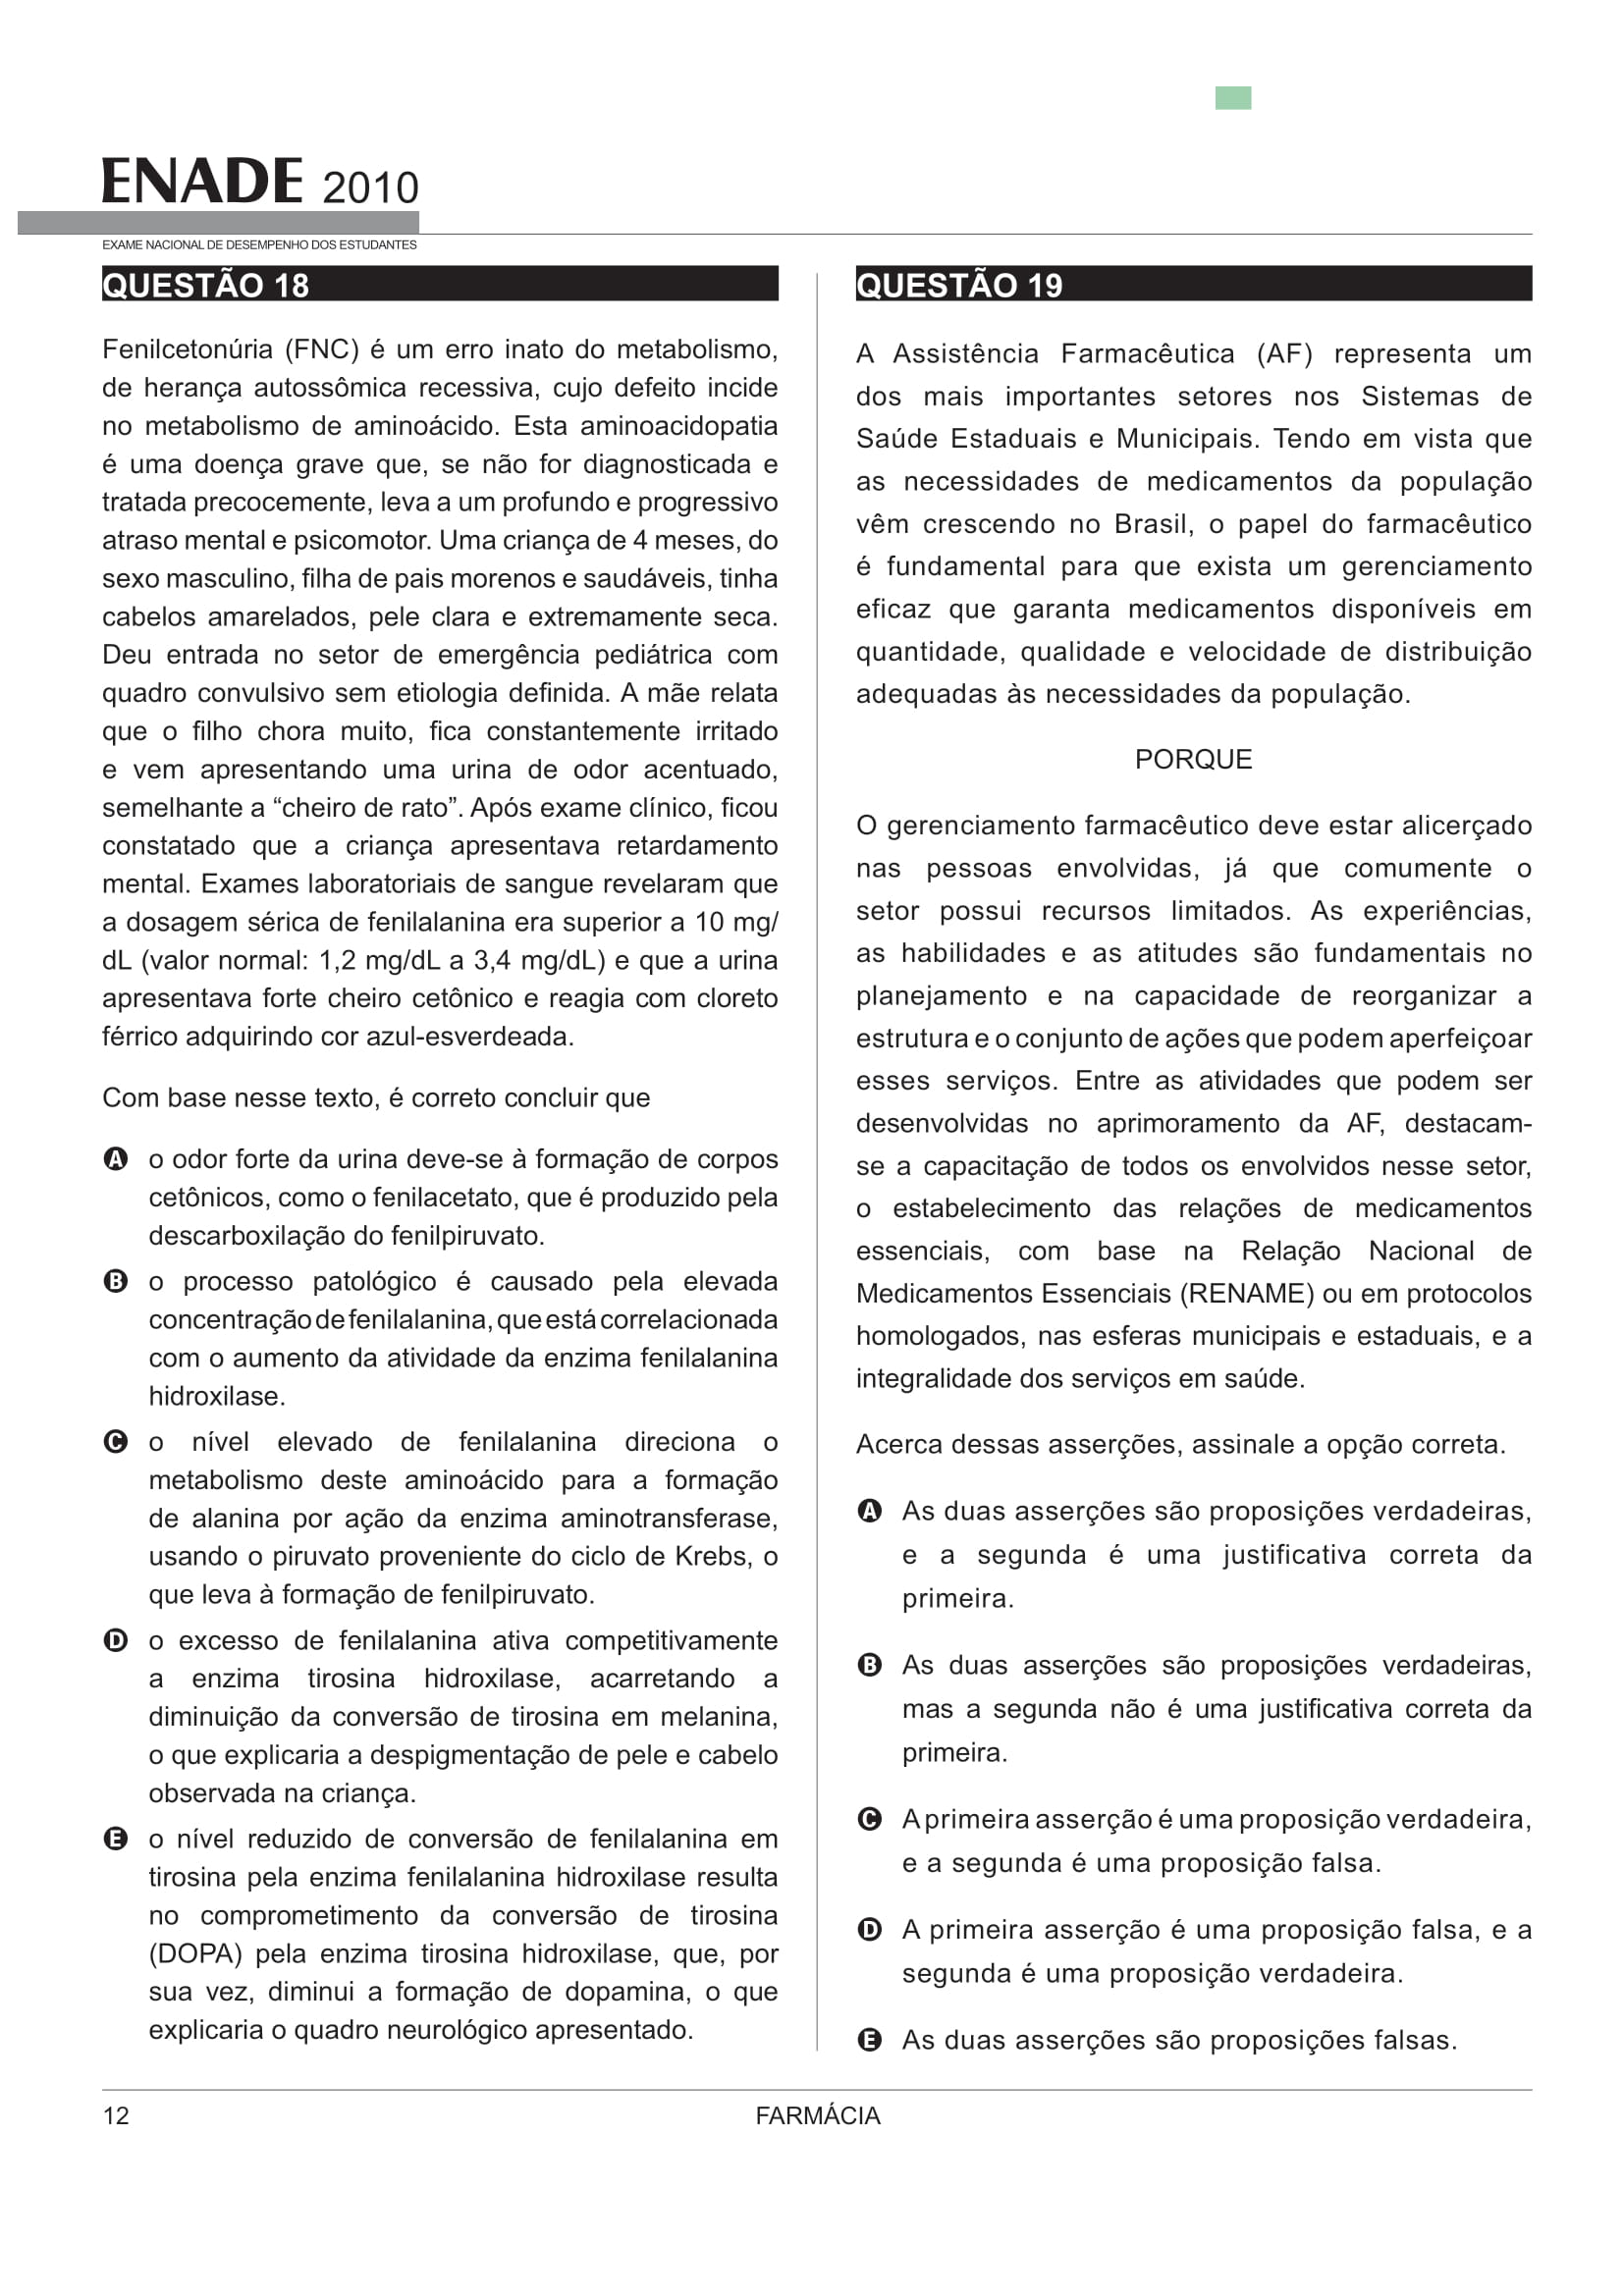 ENADE 2010
EXAME NACIONAL DE DESEMPENHO DOS ESTUDANTES
QUESTÃO 18
Fenilcetonúria (FNC) é um erro inato do metabolismo,
de herança autossômica recessiva, cujo defeito incide
no metabolismo de aminoácido. Esta aminoacidopatia
é uma doença grave que, se não for diagnosticada e
tratada precocemente, leva a um profundo e progressivo
atraso mental e psicomotor. Uma criança de 4 meses, do
sexo masculino, filha de pais morenos e saudáveis, tinha
cabelos amarelados, pele clara e extremamente seca.
Deu entrada no setor de emergência pediátrica com
quadro convulsivo sem etiologia definida. A mãe relata
que o filho chora muito, fica constantemente irritado
e vem apresentando uma urina de odor acentuado,
semelhante a “cheiro de rato”. Após exame clínico, ficou
constatado que a criança apresentava retardamento
mental. Exames laboratoriais de sangue revelaram que
a dosagem sérica de fenilalanina era superior a 10 mg/
dL (valor normal: 1,2 mg/dL a 3,4 mg/dL) e que a urina
apresentava forte cheiro cetônico e reagia com cloreto
férrico adquirindo cor azul-esverdeada.
Com base nesse texto, é correto concluir que
A o odor forte da urina deve-se à formação de corpos
cetônicos, como o fenilacetato, que é produzido pela
descarboxilação do fenilpiruvato.
B o processo patológico é causado pela elevada
concentração de fenilalanina, que está correlacionada
com o aumento da atividade da enzima fenilalanina
hidroxilase.
C o nível elevado de fenilalanina direciona o
metabolismo deste aminoácido para a formação
de alanina por ação da enzima aminotransferase,
usando o piruvato proveniente do ciclo de Krebs, o
que leva à formação de fenilpiruvato.
D o excesso de fenilalanina ativa competitivamente
a enzima tirosina hidroxilase, acarretando a
diminuição da conversão de tirosina em melanina,
o que explicaria a despigmentação de pele e cabelo
observada na criança.
E o nível reduzido de conversão de fenilalanina em
tirosina pela enzima fenilalanina hidroxilase resulta
no comprometimento da conversão de tirosina
(DOPA) pela enzima tirosina hidroxilase, que, por
sua vez, diminui a formação de dopamina, o que
explicaria o quadro neurológico apresentado.
QUESTÃO 19
A Assistência Farmacêutica (AF) representa um
dos mais importantes setores nos Sistemas de
Saúde Estaduais e Municipais. Tendo em vista que
as necessidades de medicamentos da população
vêm crescendo no Brasil, o papel do farmacêutico
é fundamental para que exista um gerenciamento
eficaz que garanta medicamentos disponíveis em
quantidade, qualidade e velocidade de distribuição
adequadas às necessidades da população.
PORQUE
O gerenciamento farmacêutico deve estar alicerçado
nas pessoas envolvidas, já que comumente o
setor possui recursos limitados. As experiências,
as habilidades e as atitudes são fundamentais no
planejamento e na capacidade de reorganizar a
estrutura e o conjunto de ações que podem aperfeiçoar
esses serviços. Entre as atividades que podem ser
desenvolvidas no aprimoramento da AF, destacam-
se a capacitação de todos os envolvidos nesse setor,
o estabelecimento das relações de medicamentos
essenciais, com base na Relação Nacional de
Medicamentos Essenciais (RENAME) ou em protocolos
homologados, nas esferas municipais e estaduais, e a
integralidade dos serviços em saúde.
Acerca dessas asserções, assinale a opção correta.
A As duas asserções são proposições verdadeiras,
e a segunda é uma justificativa correta da
primeira.
B As duas asserções são proposições verdadeiras,
mas a segunda não é uma justificativa correta da
primeira.
C A primeira asserção é uma proposição verdadeira,
e a segunda é uma proposição falsa.
D A primeira asserção é uma proposição falsa, e a
segunda é uma proposição verdadeira.
E As duas asserções são proposições falsas.
12
FARMÁCIA